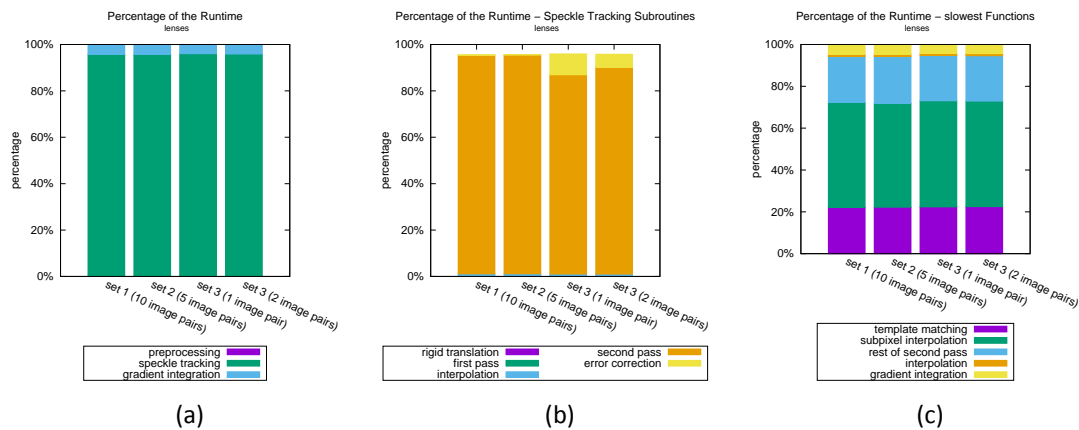 Percentage of the Runtime
lenses
100%
80%
60%
40%
20%
0%
percentage
set 1 (10 image pairs)
set 2 (5 image pairs)
set 3 (1 image pair)
set 3 (2 image pairs)
preprocessing
speckle tracking
gradient integration
(a)
Percentage of the Runtime – Speckle Tracking Subroutines
lenses
100%
80%
60%
40%
20%
0%
percentage
set 1 (10 image pairs)
set 2 (5 image pairs)
set 3 (1 image pair)
set 3 (2 image pairs)
rigid translation
first pass
interpolation
second pass
error correction
(b)
Percentage of the Runtime – slowest Functions
lenses
100%
80%
60%
40%
20%
0%
percentage
set 1 (10 image pairs)
set 2 (5 image pairs)
set 3 (1 image pair)
set 3 (2 image pairs)
template matching
subpixel interpolation
rest of second pass
interpolation
gradient integration
(c)